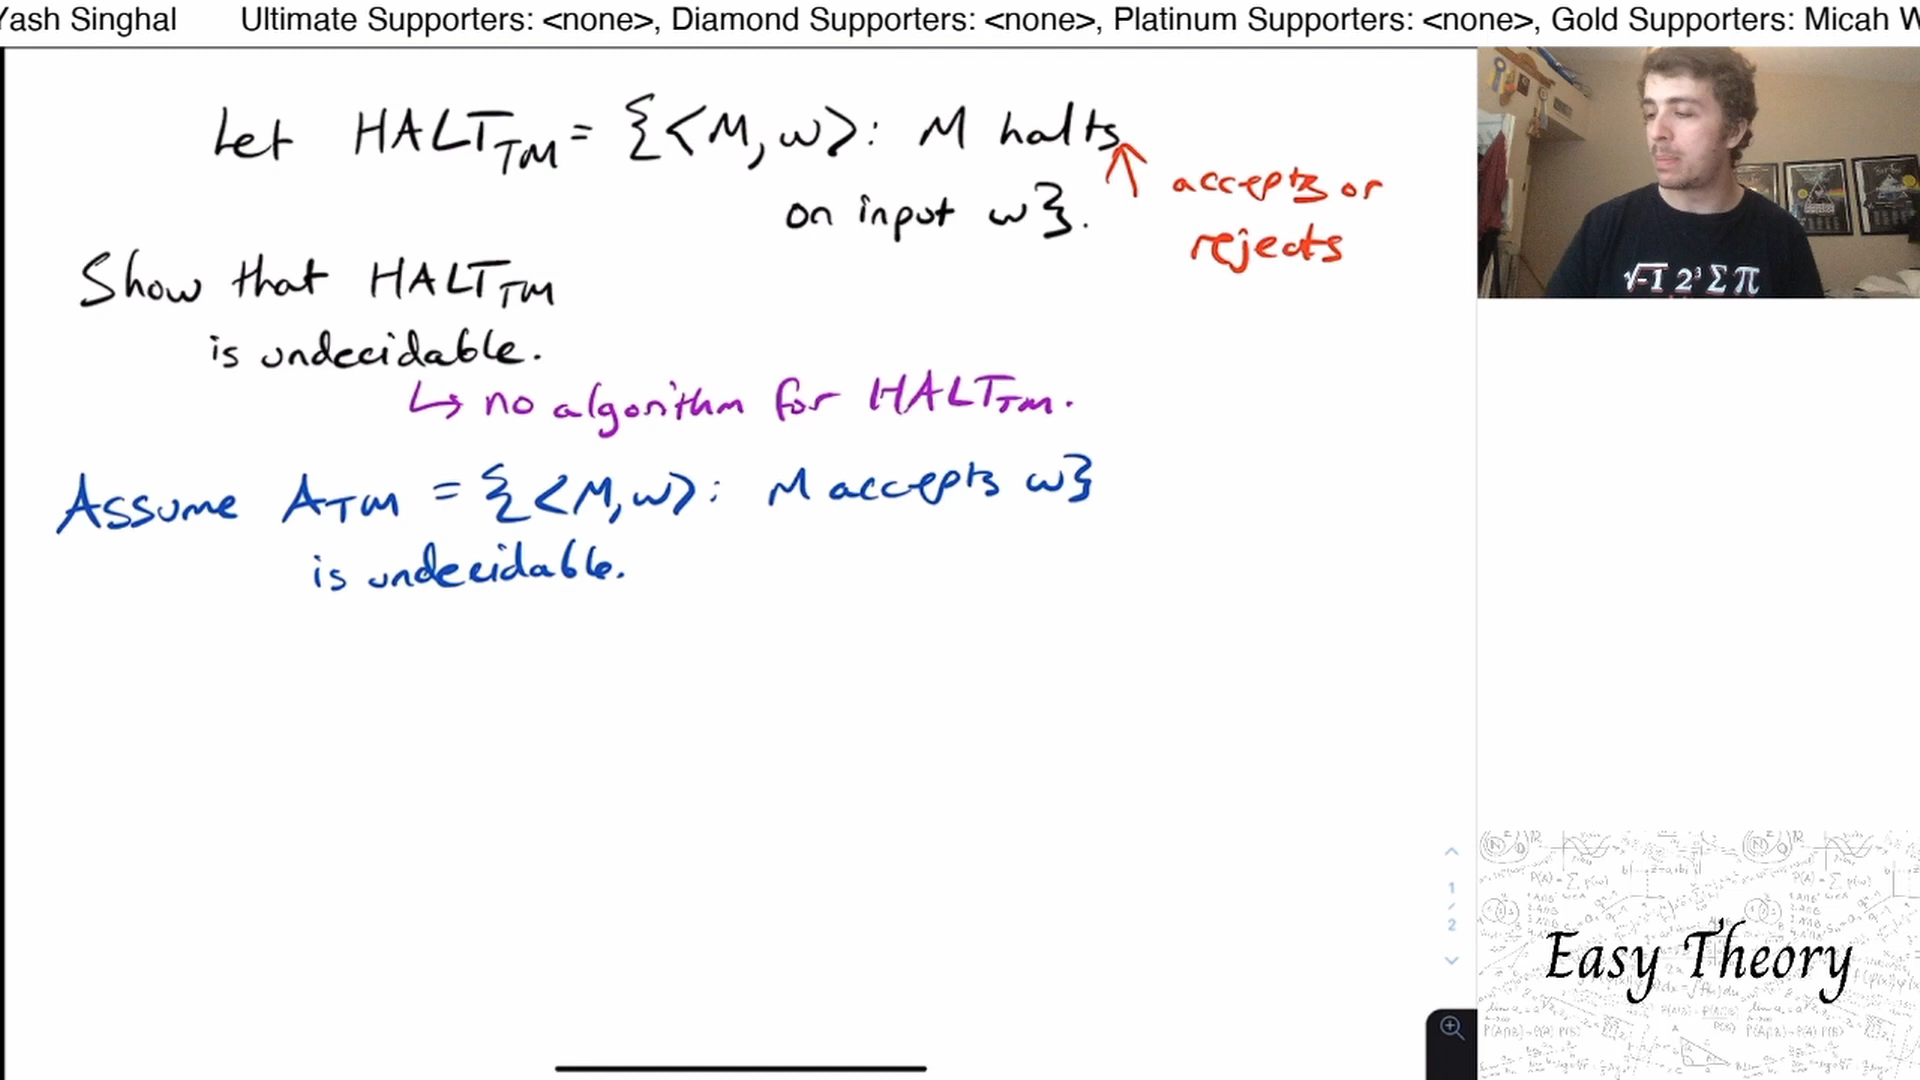 Yash Singhal Ultimate Supporters: <none>, Diamond Supporters: <none>, Platinum Supporters: <none>, Gold Supporters: Micah W
Let HALT_TM = {<M, w>: M halts
on input w}.
accepts or
rejects
Show that HALT_TM
is undecidable.
↳ no algorithm for HALT_TM.
Assume A_TM = {<M, w>: M accepts w}
is undecidable.
√-1 2³ Σ π
1
/
2
Easy Theory